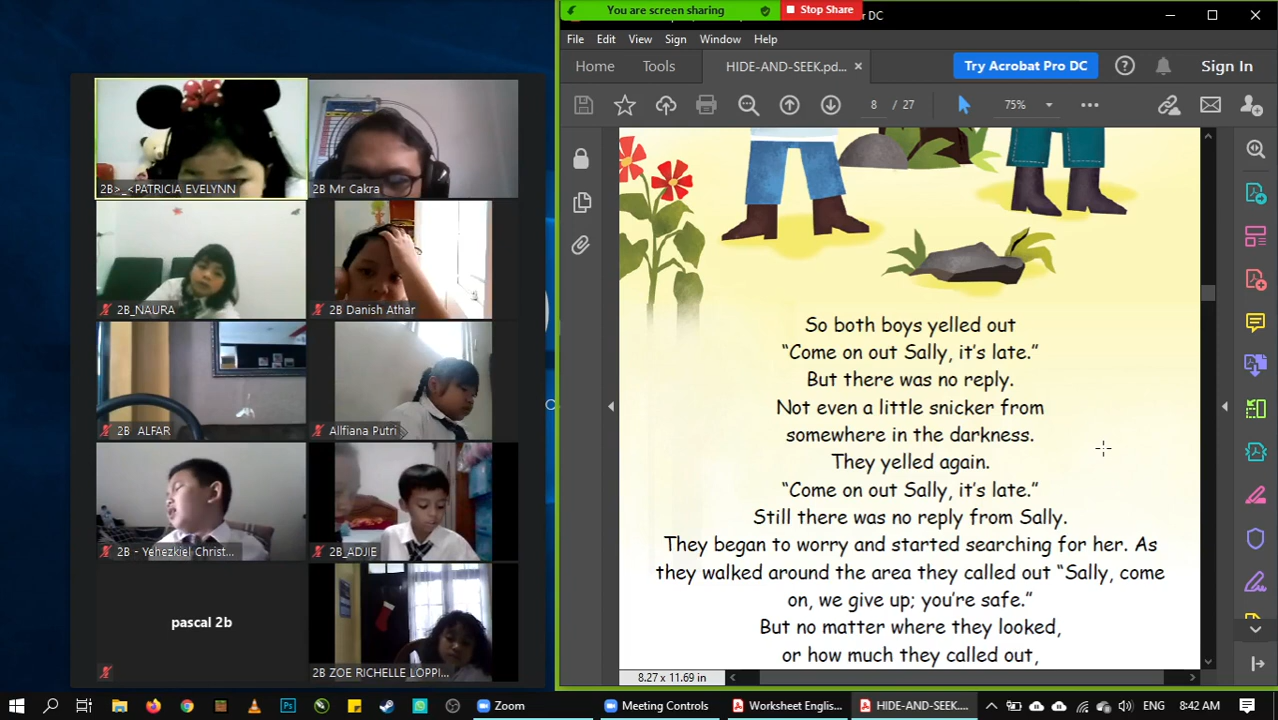 You are screen sharing
Stop Share
DC
File Edit View Sign Window Help
Home Tools HIDE-AND-SEEK.pd... × Try Acrobat Pro DC Sign In
8 / 27 75%
2B>_<PATRICIA EVELYNN
2B Mr Cakra
2B_NAURA
2B Danish Athar
2B ALFAR
Allfiana Putri
2B - Yehezkiel Christ...
2B_ADJIE
pascal 2b
2B ZOE RICHELLE LOPPI...
So both boys yelled out
“Come on out Sally, it’s late.”
But there was no reply.
Not even a little snicker from
somewhere in the darkness.
They yelled again.
“Come on out Sally, it’s late.”
Still there was no reply from Sally.
They began to worry and started searching for her. As
they walked around the area they called out “Sally, come
on, we give up; you’re safe.”
But no matter where they looked,
or how much they called out,
8.27 x 11.69 in
Zoom
Meeting Controls
Worksheet Englis...
HIDE-AND-SEEK....
8:42 AM